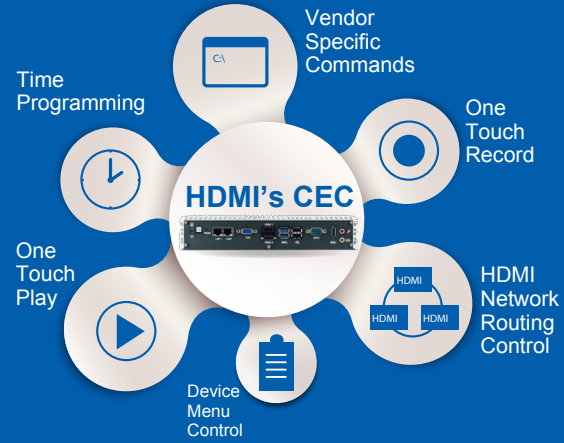 Vendor
Specific
Commands
C:\
Time
Programming
One
Touch
Record
HDMI's CEC
One
Touch
Play
HDMI
Network
Routing
Control
HDMI
HDMI
HDMI
Device
Menu
Control